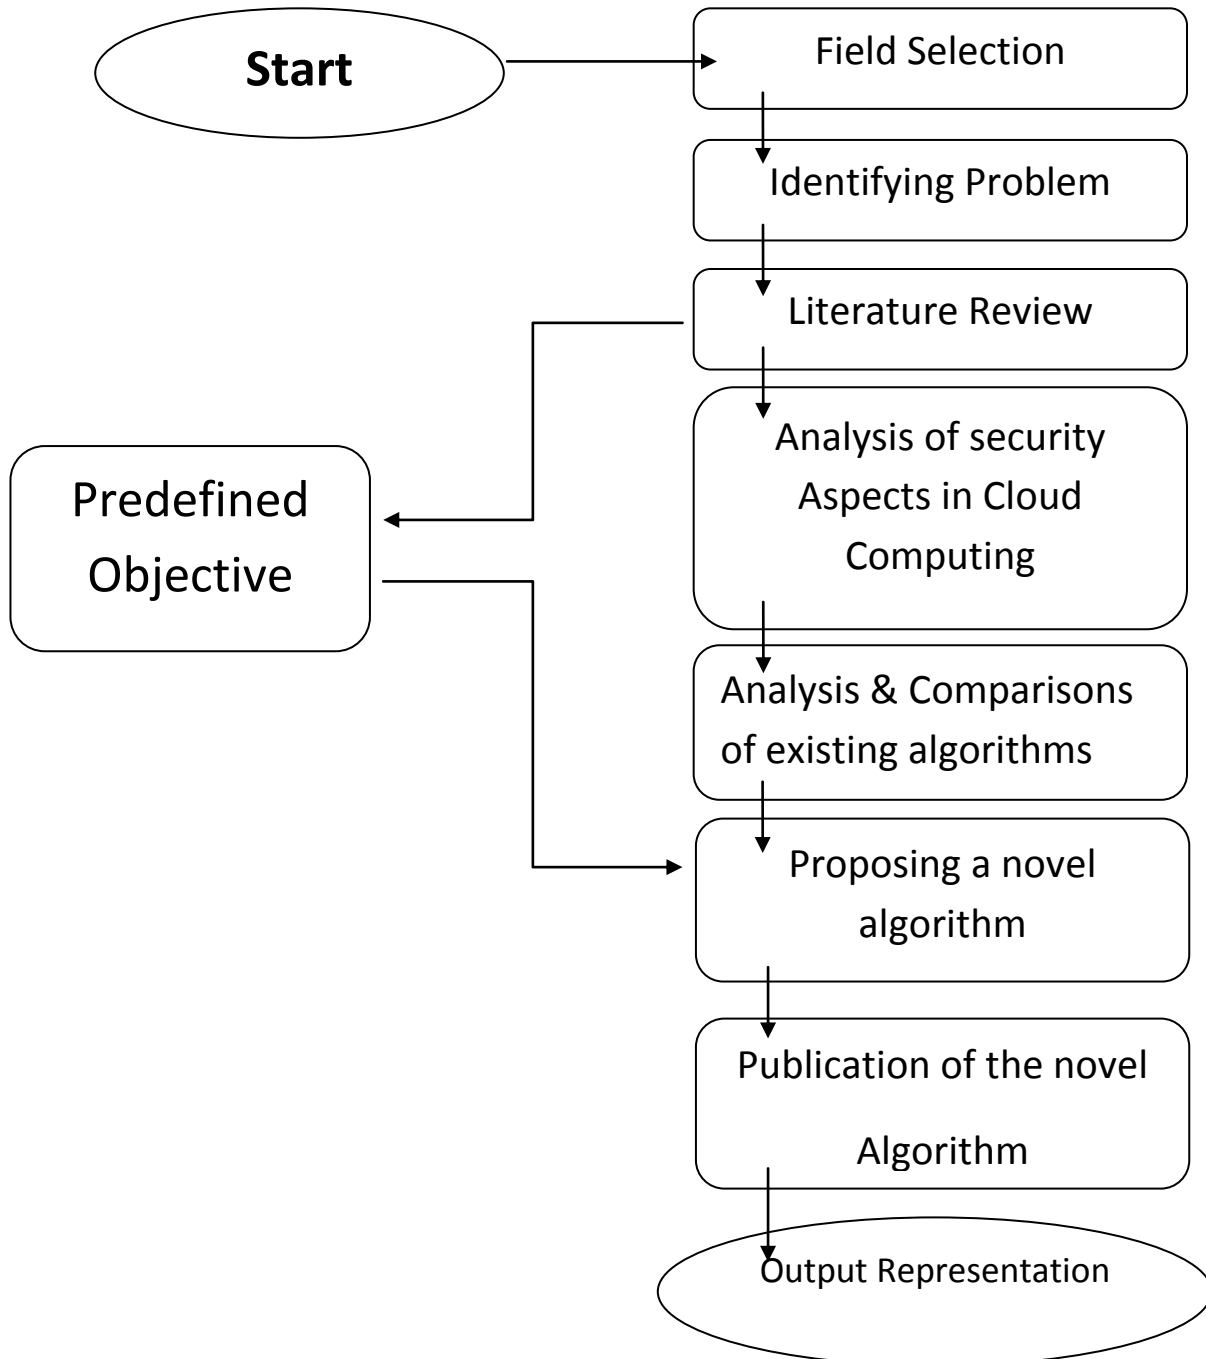 Start
Field Selection
Identifying Problem
Literature Review
Analysis of security
Aspects in Cloud
Computing
Predefined
Objective
Analysis & Comparisons
of existing algorithms
Proposing a novel
algorithm
Publication of the novel
Algorithm
Output Representation